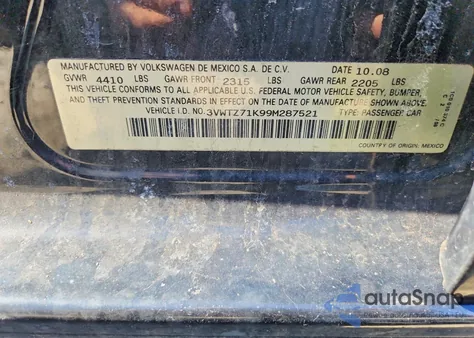 MANUFACTURED BY VOLKSWAGEN DE MEXICO S.A. DE C.V. DATE 10.08
GVWR 4410 LBS GAWR FRONT 2315 LBS GAWR REAR 2205 LBS
THIS VEHICLE CONFORMS TO ALL APPLICABLE U.S. FEDERAL MOTOR VEHICLE SAFETY, BUMPER,
AND THEFT PREVENTION STANDARDS IN EFFECT ON THE DATE OF MANUFACTURE SHOWN ABOVE.
VEHICLE I.D. NO. 3VWTZ71K99M287521 TYPE: PASSENGER CAR
COUNTRY OF ORIGIN: MEXICO
autoSnap